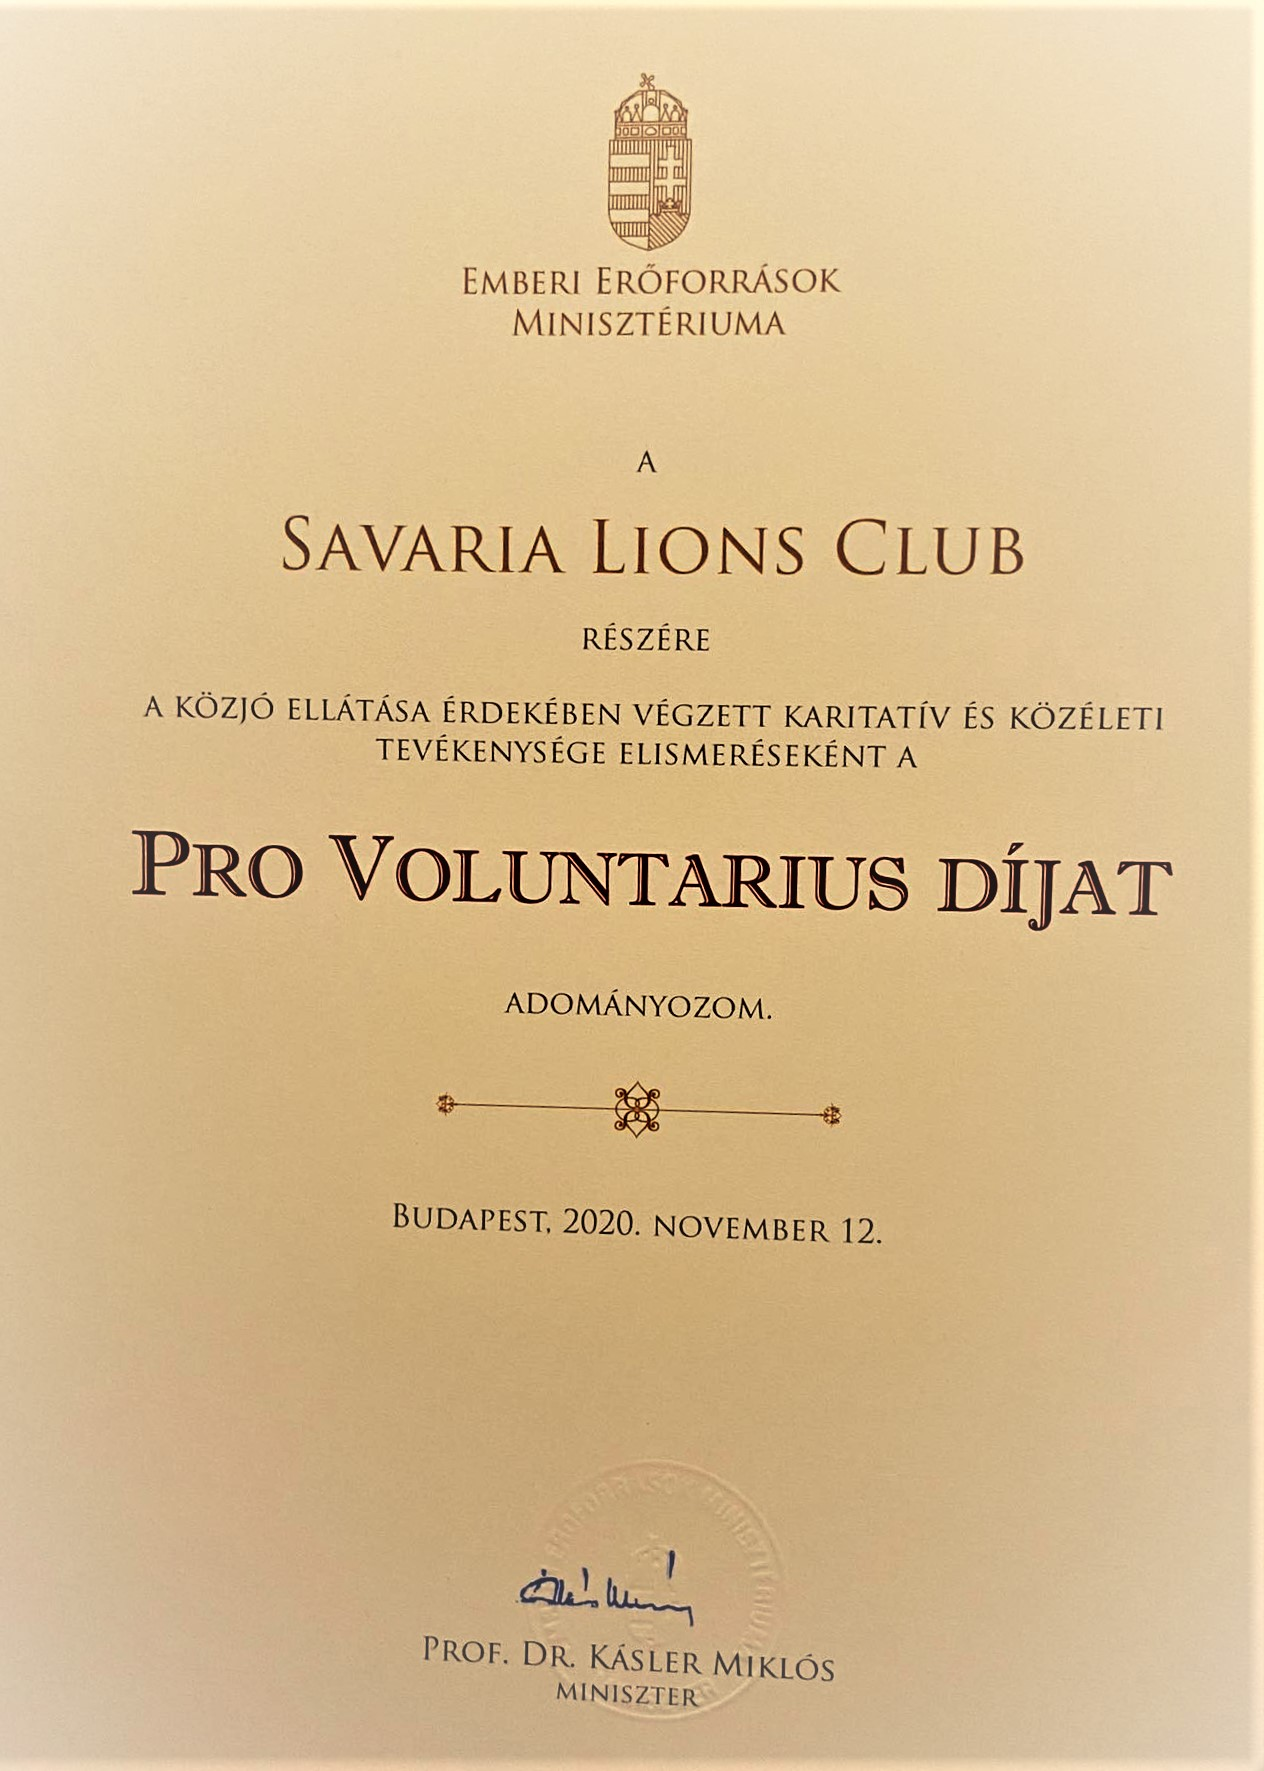 EMBERI ERŐFORRÁSOK
MINISZTÉRIUMA
A
SAVARIA LIONS CLUB
RÉSZÉRE
A KÖZJÓ ELLÁTÁSA ÉRDEKÉBEN VÉGZETT KARITATÍV ÉS KÖZÉLETI
TEVÉKENYSÉGE ELISMERÉSEKÉNT A
PRO VOLUNTARIUS DÍJAT
ADOMÁNYOZOM.
BUDAPEST, 2020. NOVEMBER 12.
PROF. DR. KÁSLER MIKLÓS
MINISZTER